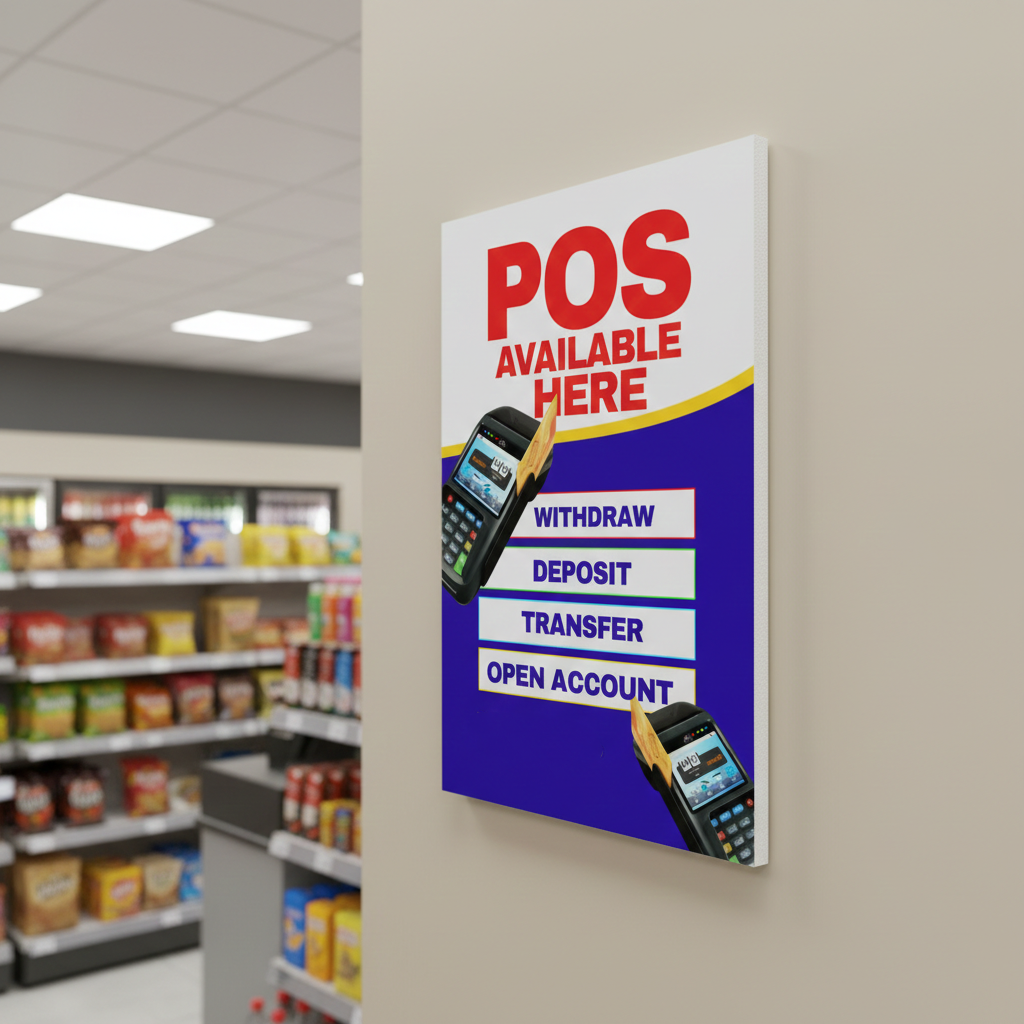 POS
AVAILABLE
HERE
WITHDRAW
DEPOSIT
TRANSFER
OPEN ACCOUNT